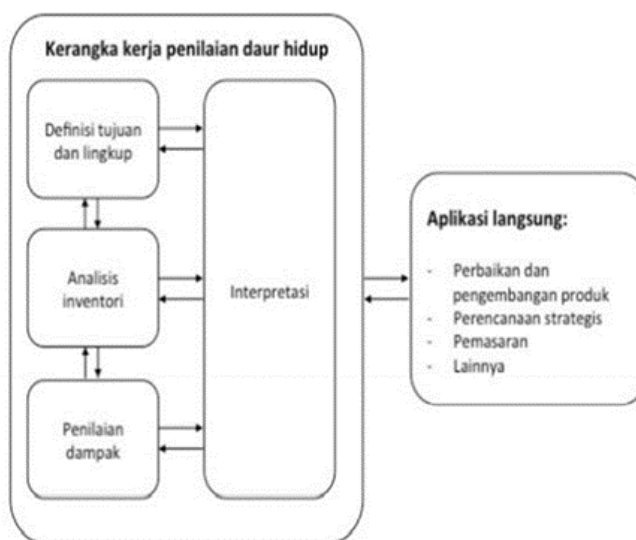 Kerangka kerja penilaian daur hidup
Definisi tujuan
dan lingkup
Analisis
inventori
Penilaian
dampak
Interpretasi
Aplikasi langsung:
- Perbaikan dan
pengembangan produk
- Perencanaan strategis
- Pemasaran
- Lainnya